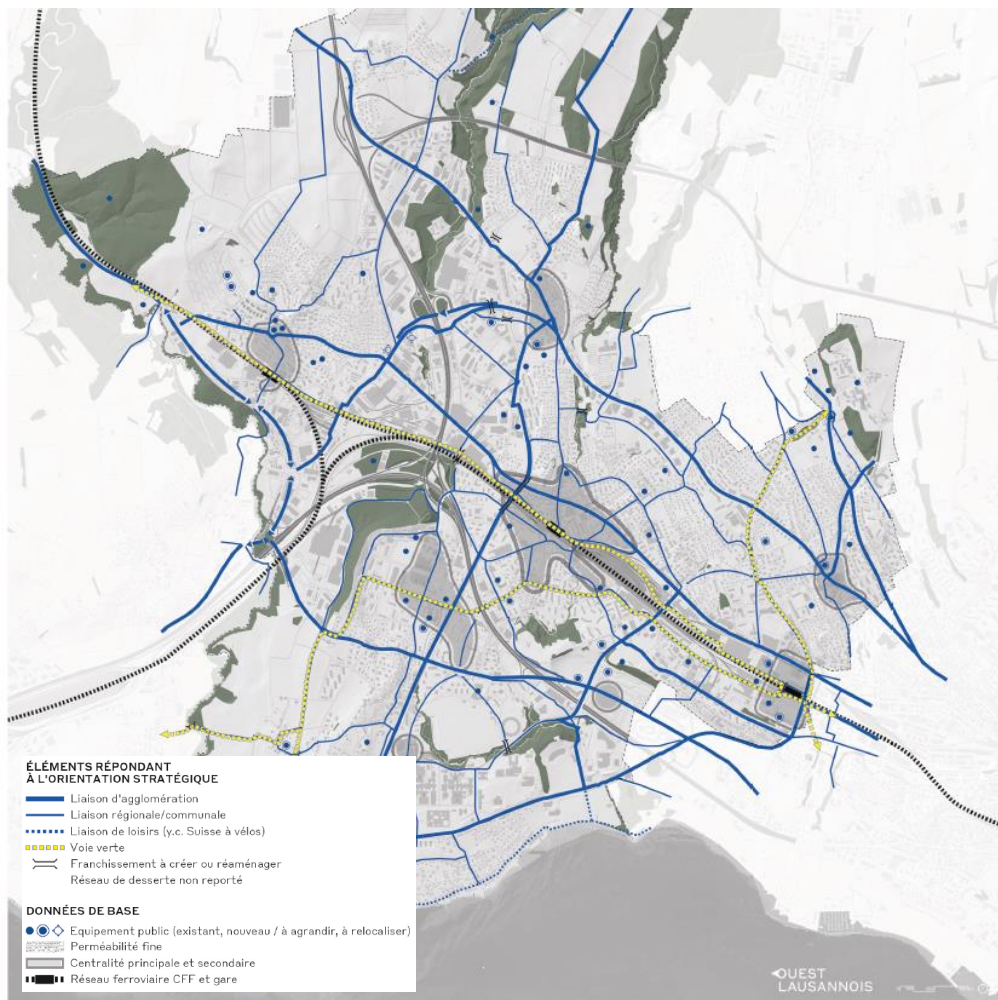 ÉLÉMENTS RÉPONDANT
À L'ORIENTATION STRATÉGIQUE
Liaison d'agglomération
Liaison régionale/communale
Liaison de loisirs (y.c. Suisse à vélos)
Voie verte
Franchissement à créer ou réaménager
Réseau de desserte non reporté
DONNÉES DE BASE
Equipement public (existant, nouveau / à agrandir, à relocaliser)
Perméabilité fine
Centralité principale et secondaire
Réseau ferroviaire CFF et gare
OUEST
LAUSANNOIS